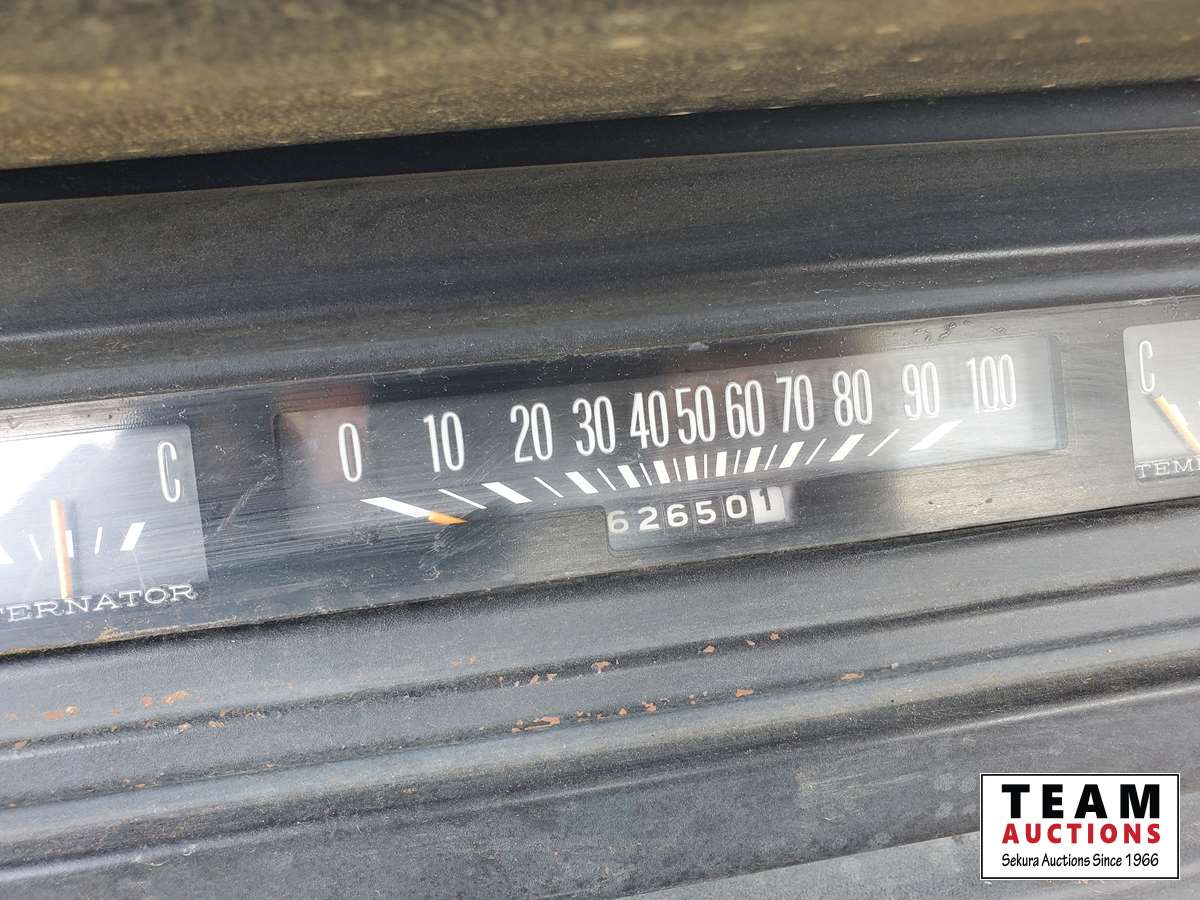 0 10 20 30 40 50 60 70 80 90 100
626501
C
TERNATOR
C
TEM
TEAM
AUCTIONS
Sekura Auctions Since 1966